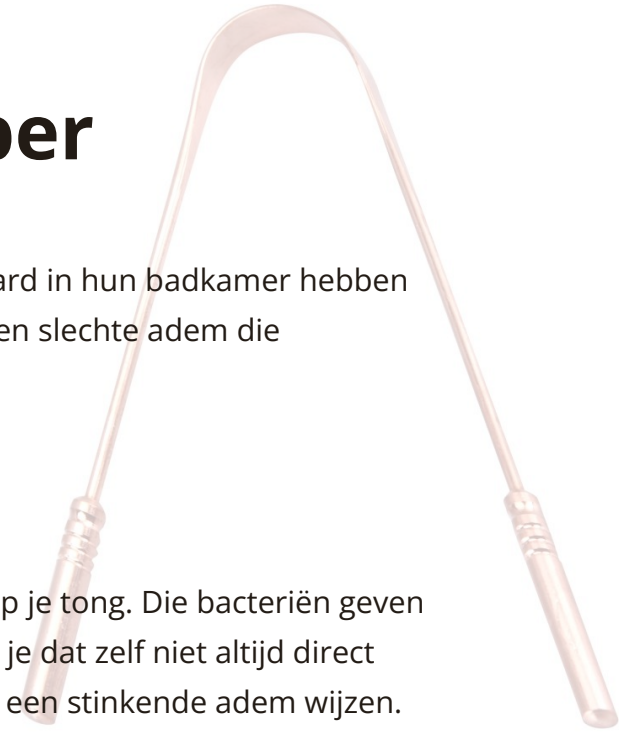 per
ard in hun badkamer hebben
en slechte adem die
p je tong. Die bacteriën geven
je dat zelf niet altijd direct
een stinkende adem wijzen.